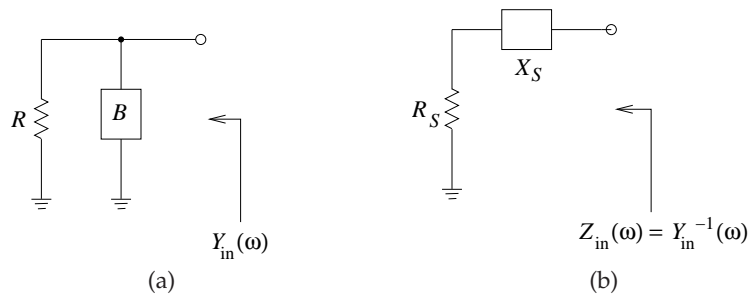 R
B
Y_in(ω)
(a)
X_S
R_S
Z_in(ω) = Y_in^−1(ω)
(b)